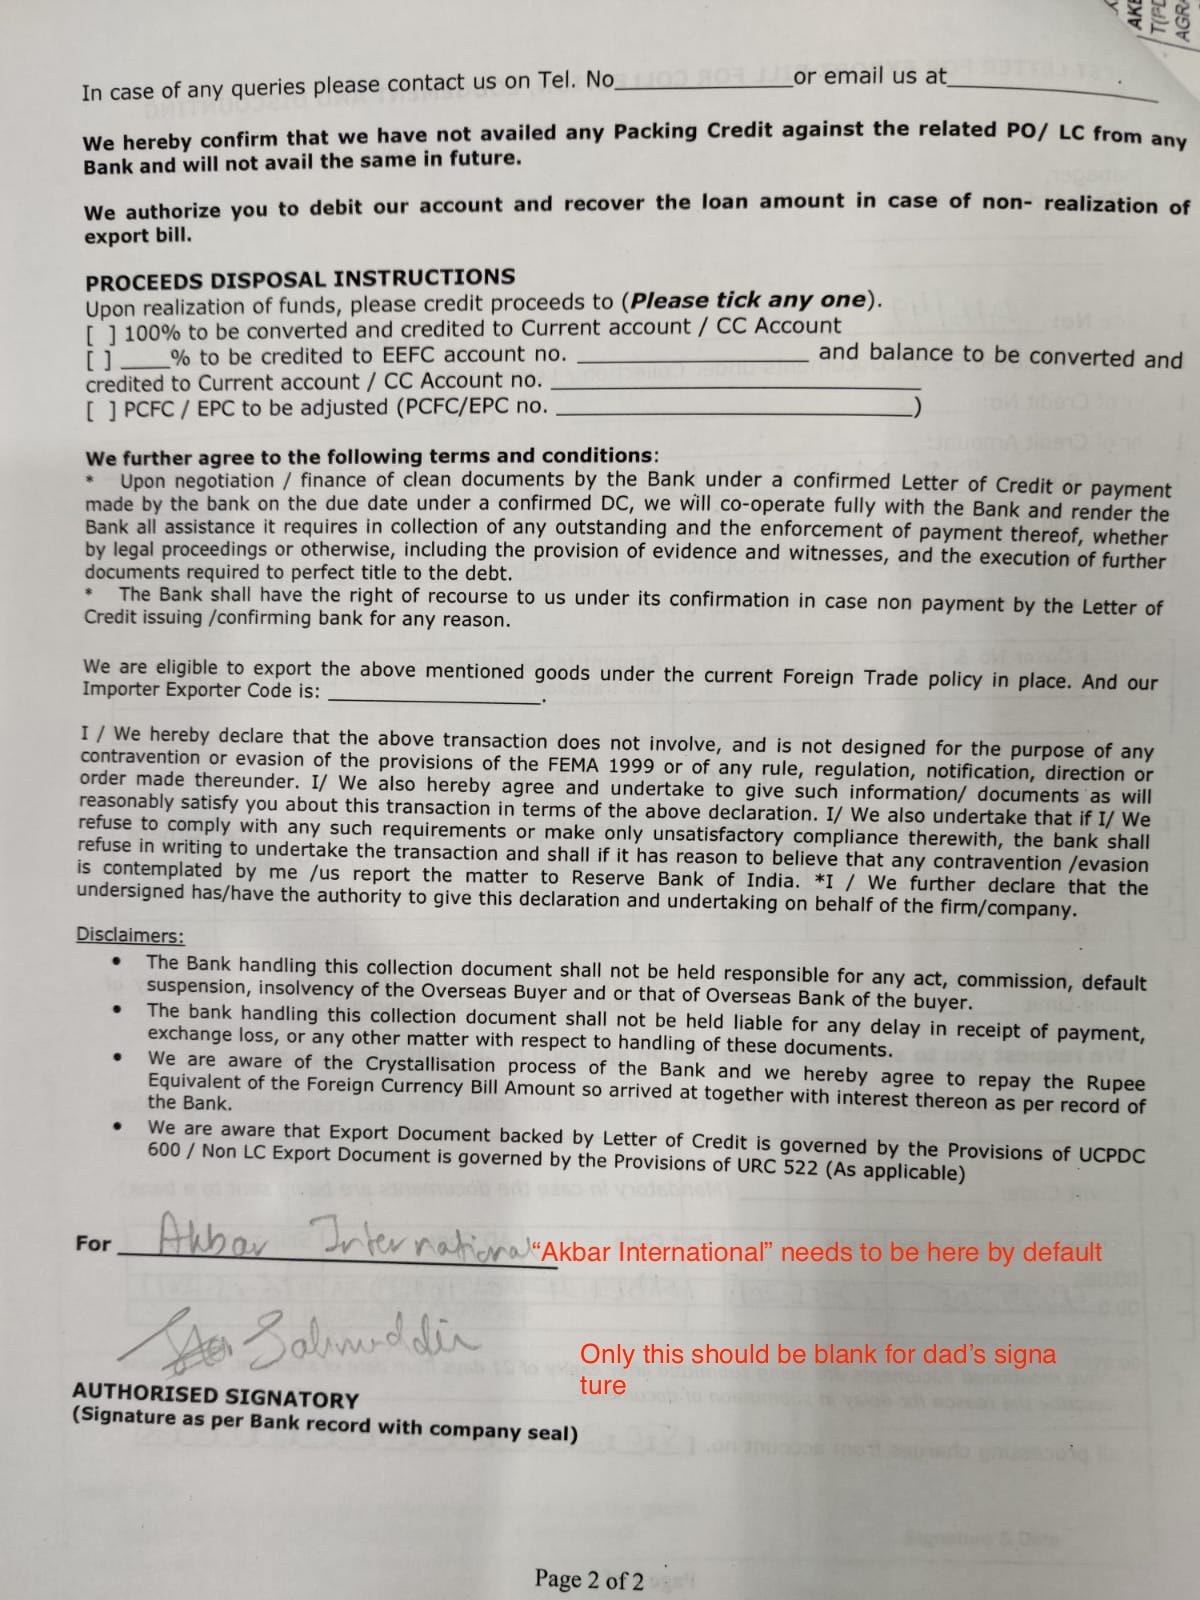 AKB
T(PD
AGRA
In case of any queries please contact us on Tel. No_______________or email us at__________________
We hereby confirm that we have not availed any Packing Credit against the related PO/ LC from any
Bank and will not avail the same in future.
We authorize you to debit our account and recover the loan amount in case of non- realization of
export bill.
PROCEEDS DISPOSAL INSTRUCTIONS
Upon realization of funds, please credit proceeds to (Please tick any one).
[ ] 100% to be converted and credited to Current account / CC Account
[ ] ____% to be credited to EEFC account no. ___________________ and balance to be converted and
credited to Current account / CC Account no. ______________________________
[ ] PCFC / EPC to be adjusted (PCFC/EPC no. _____________________________)
We further agree to the following terms and conditions:
* Upon negotiation / finance of clean documents by the Bank under a confirmed Letter of Credit or payment
made by the bank on the due date under a confirmed DC, we will co-operate fully with the Bank and render the
Bank all assistance it requires in collection of any outstanding and the enforcement of payment thereof, whether
by legal proceedings or otherwise, including the provision of evidence and witnesses, and the execution of further
documents required to perfect title to the debt.
* The Bank shall have the right of recourse to us under its confirmation in case non payment by the Letter of
Credit issuing /confirming bank for any reason.
We are eligible to export the above mentioned goods under the current Foreign Trade policy in place. And our
Importer Exporter Code is: ___________________.
I / We hereby declare that the above transaction does not involve, and is not designed for the purpose of any
contravention or evasion of the provisions of the FEMA 1999 or of any rule, regulation, notification, direction or
order made thereunder. I/ We also hereby agree and undertake to give such information/ documents as will
reasonably satisfy you about this transaction in terms of the above declaration. I/ We also undertake that if I/ We
refuse to comply with any such requirements or make only unsatisfactory compliance therewith, the bank shall
refuse in writing to undertake the transaction and shall if it has reason to believe that any contravention /evasion
is contemplated by me /us report the matter to Reserve Bank of India. *I / We further declare that the
undersigned has/have the authority to give this declaration and undertaking on behalf of the firm/company.
Disclaimers:
• The Bank handling this collection document shall not be held responsible for any act, commission, default
suspension, insolvency of the Overseas Buyer and or that of Overseas Bank of the buyer.
• The bank handling this collection document shall not be held liable for any delay in receipt of payment,
exchange loss, or any other matter with respect to handling of these documents.
• We are aware of the Crystallisation process of the Bank and we hereby agree to repay the Rupee
Equivalent of the Foreign Currency Bill Amount so arrived at together with interest thereon as per record of
the Bank.
• We are aware that Export Document backed by Letter of Credit is governed by the Provisions of UCPDC
600 / Non LC Export Document is governed by the Provisions of URC 522 (As applicable)
For Akbar International “Akbar International” needs to be here by default
Only this should be blank for dad’s signa
ture
AUTHORISED SIGNATORY
(Signature as per Bank record with company seal)
Page 2 of 2